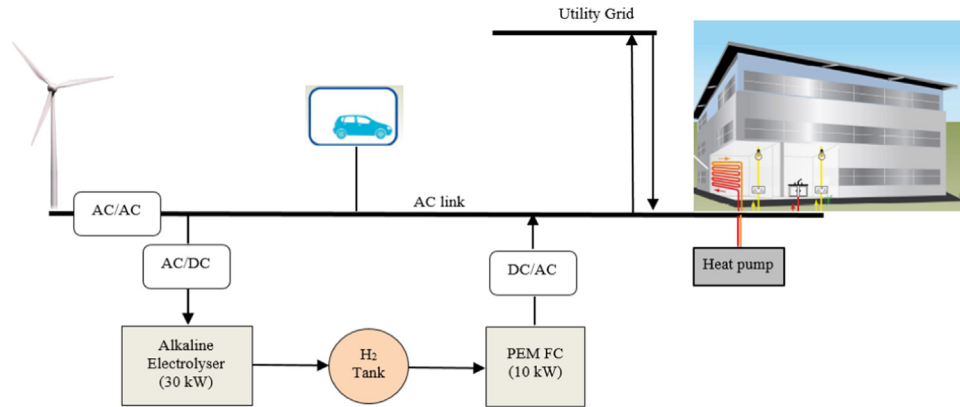 Utility Grid
AC link
AC/AC
AC/DC
DC/AC
Heat pump
Alkaline
Electrolyser
(30 kW)
H₂
Tank
PEM FC
(10 kW)